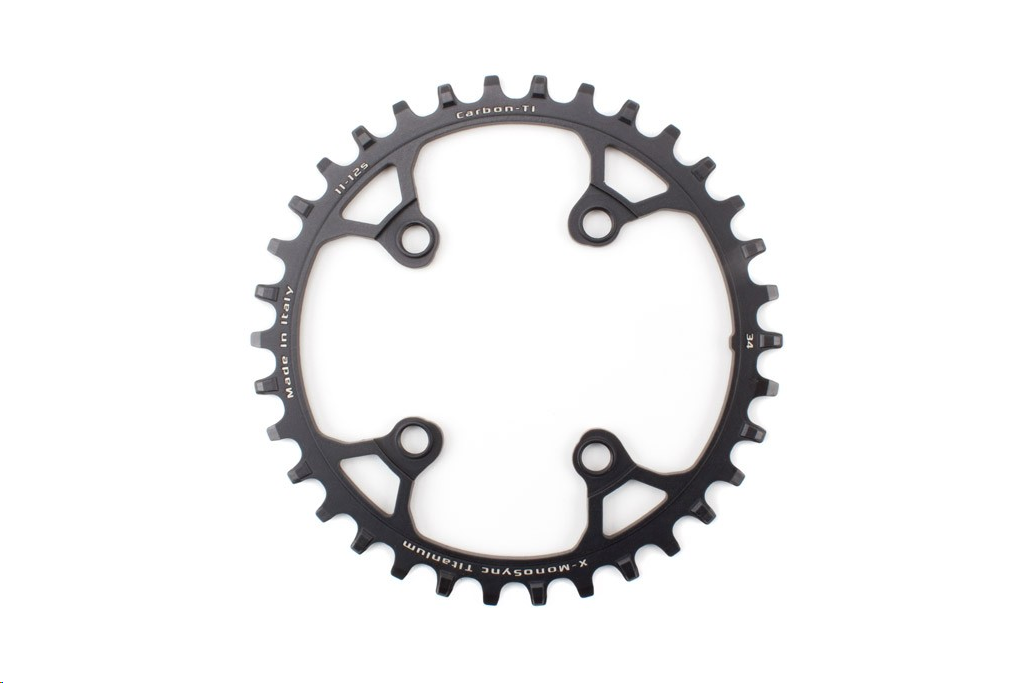 Carbon-Ti
34
X-MonoSync Titanium
Made in Italy
11-12s